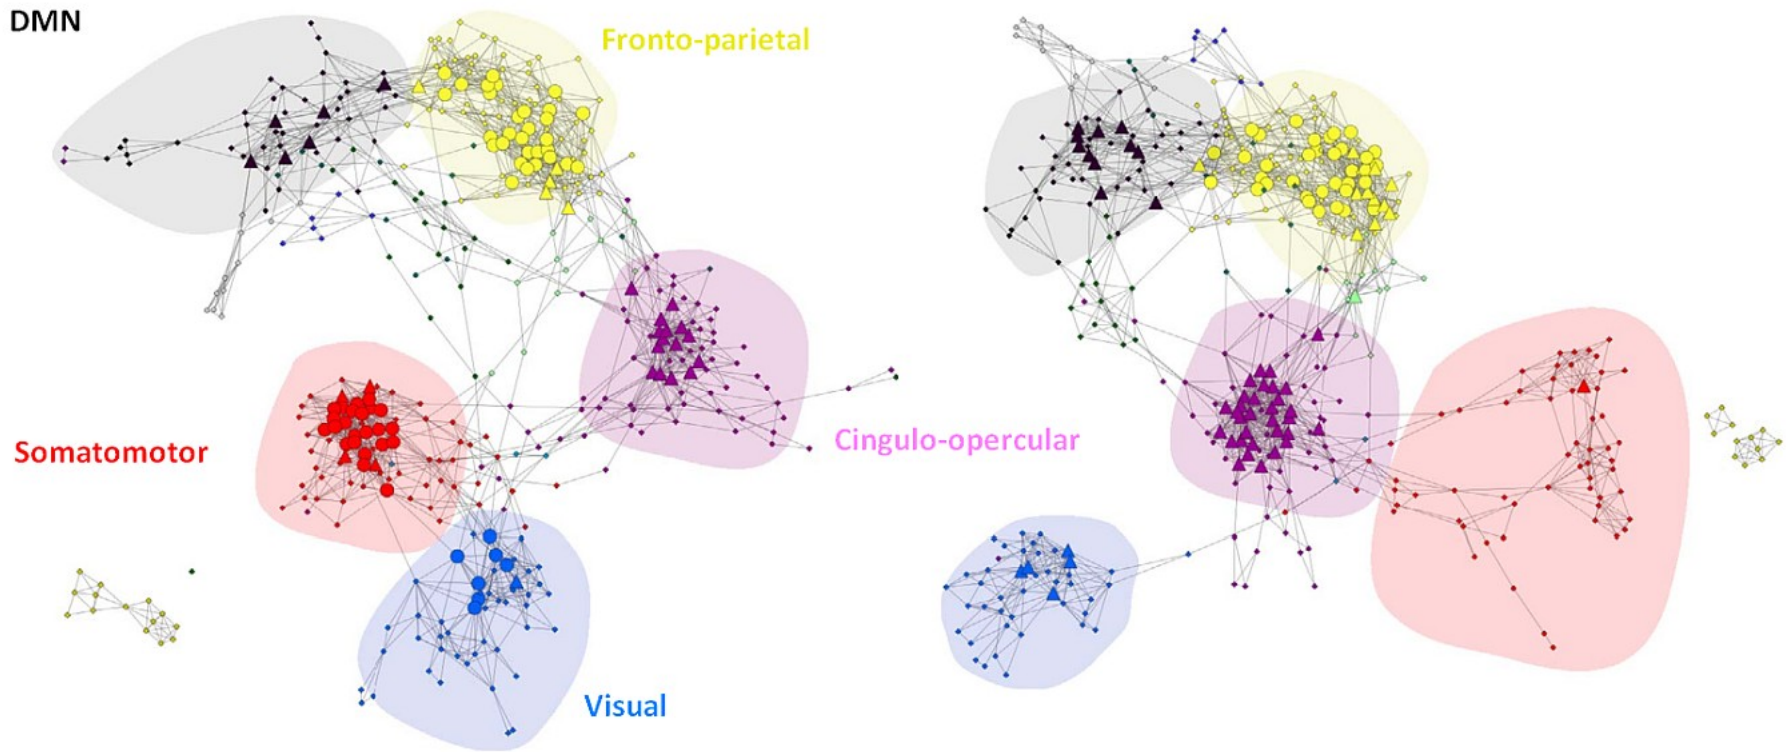 DMN
Fronto-parietal
Somatomotor
Cingulo-opercular
Visual